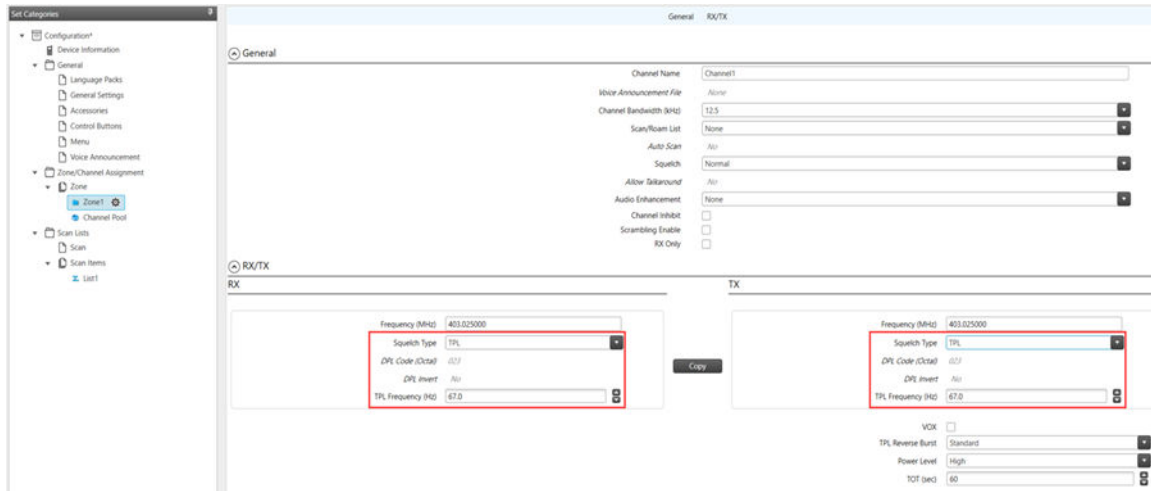 Set Categories
Configuration*
Device Information
General
Language Packs
General Settings
Accessories
Control Buttons
Menu
Voice Announcement
Zone/Channel Assignment
Zone
Zone1
Channel Pool
Scan Lists
Scan
Scan Items
List1
General RX/TX
General
Channel Name Channel1
Voice Announcement File None
Channel Bandwidth (kHz) 12.5
Scan/Roam List None
Auto Scan No
Squelch Normal
Allow Talkaround No
Audio Enhancement None
Channel Inhibit
Scrambling Enable
RX Only
RX/TX
RX
Frequency (MHz) 403.025000
Squelch Type TPL
DPL Code (Octal) 023
DPL Invert No
TPL Frequency (Hz) 67.0
Copy
TX
Frequency (MHz) 403.025000
Squelch Type TPL
DPL Code (Octal) 023
DPL Invert No
TPL Frequency (Hz) 67.0
VOX
TPL Reverse Burst Standard
Power Level High
TOT (sec) 60